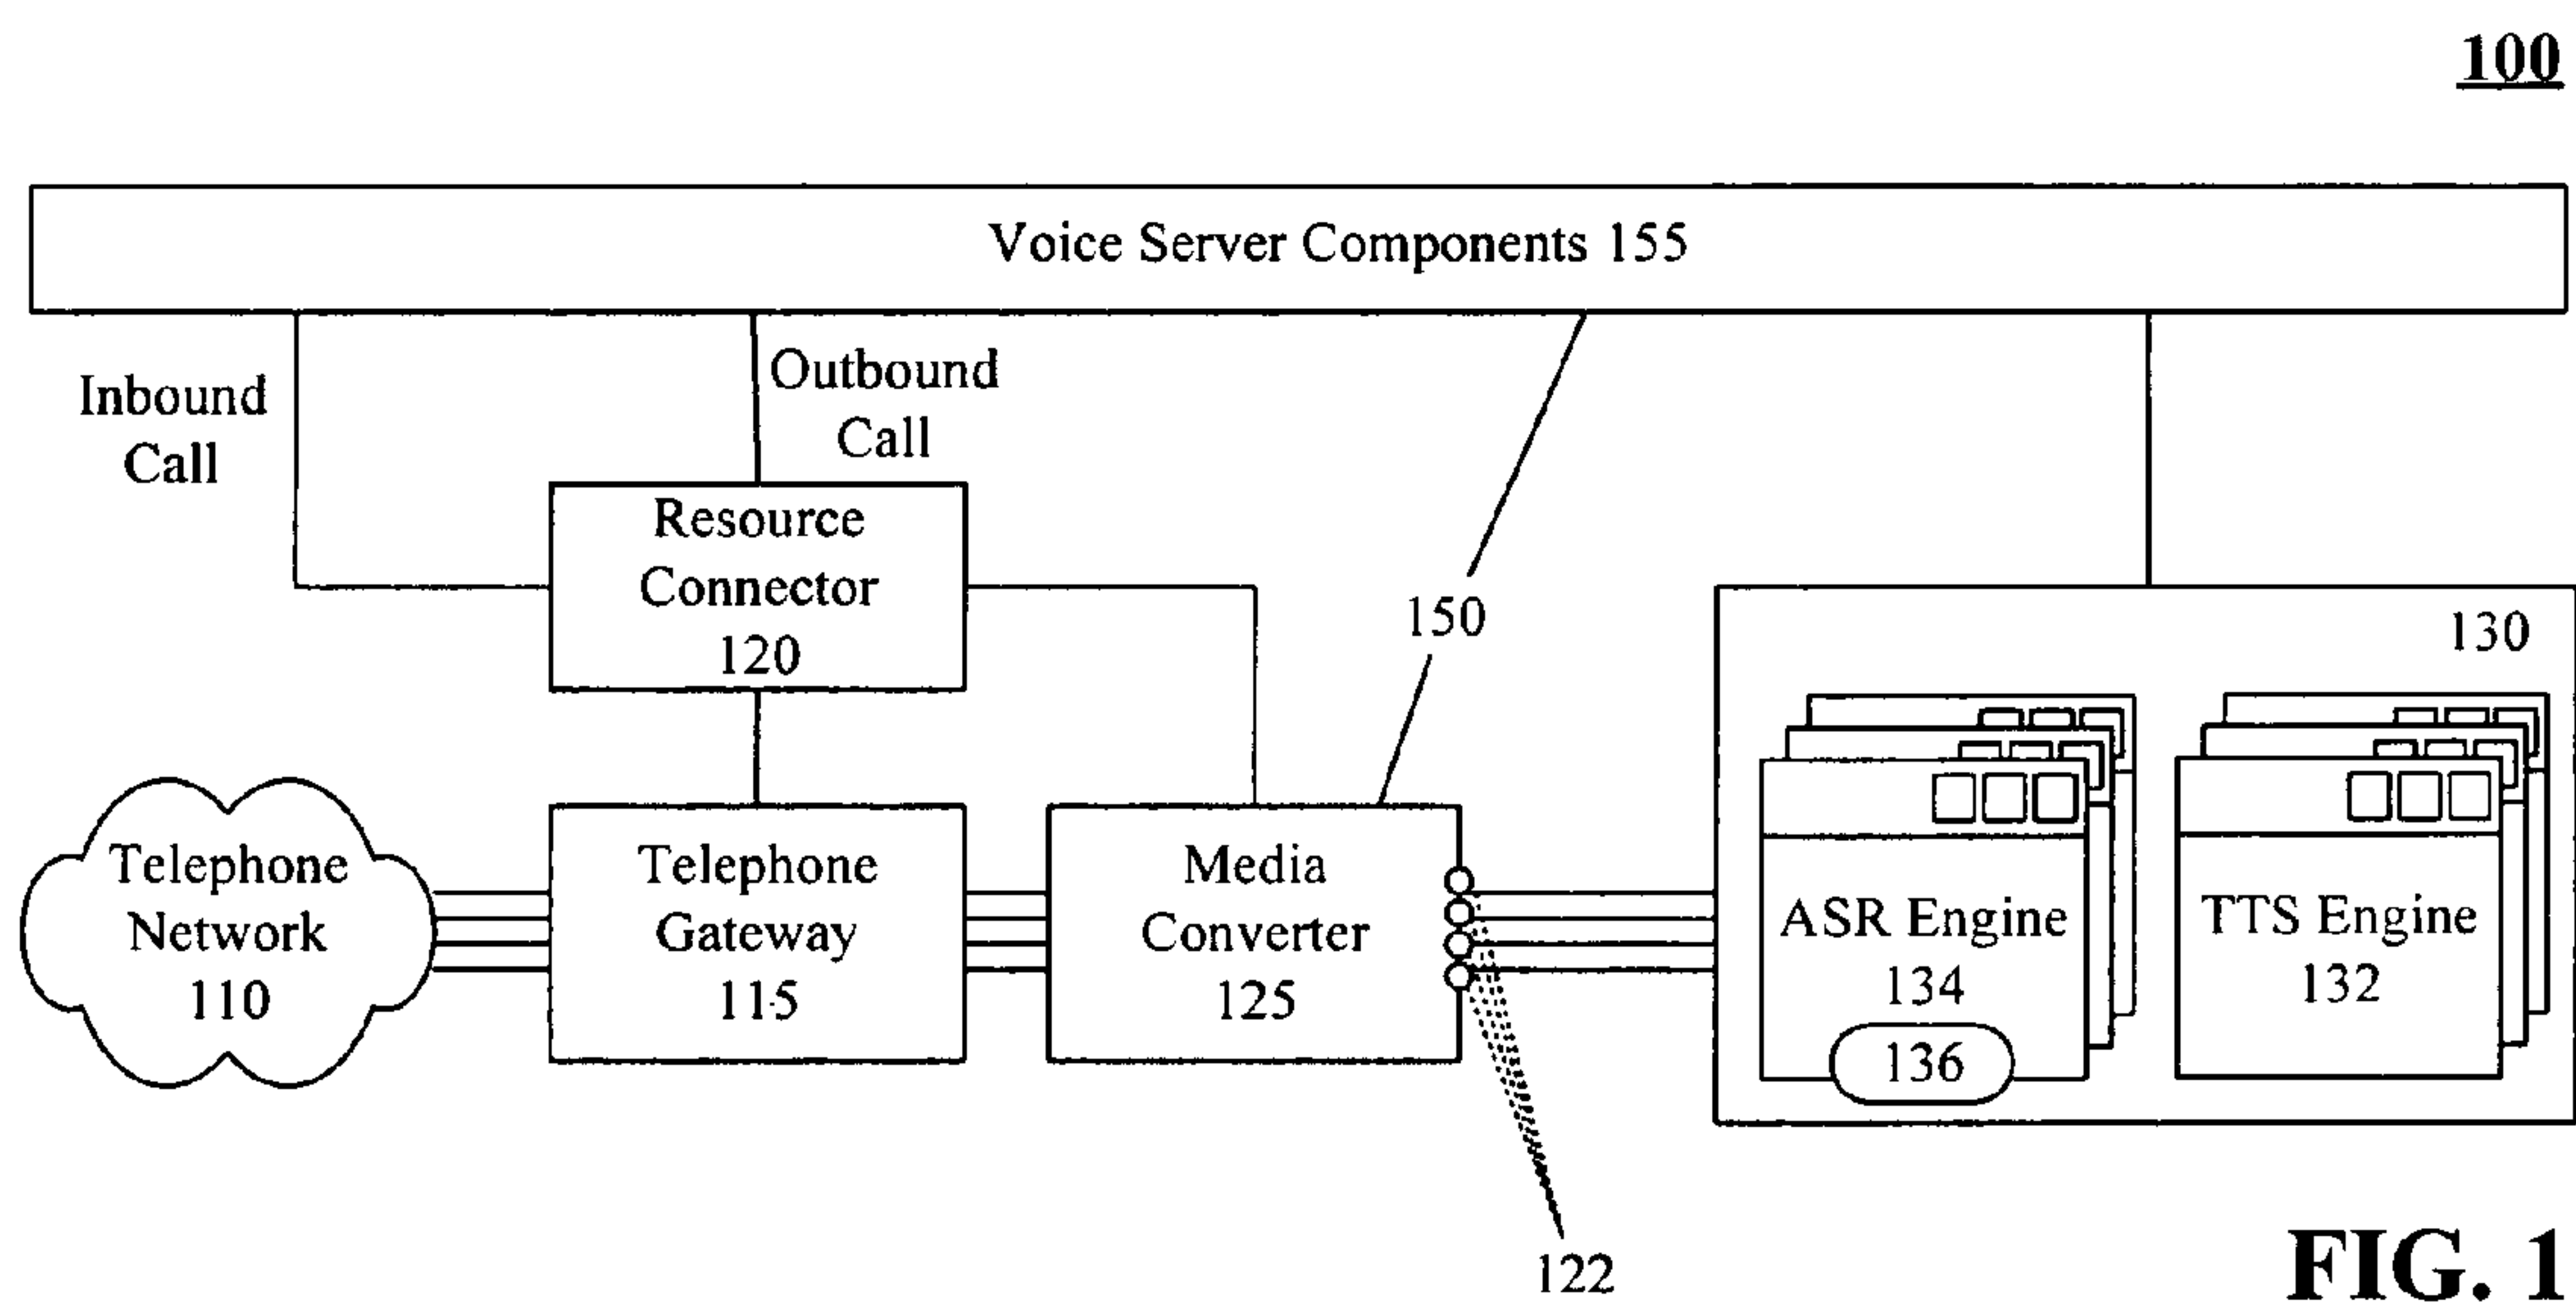 100
Voice Server Components 155
Inbound
Call
Outbound
Call
Resource
Connector
120
150
130
Telephone
Network
110
Telephone
Gateway
115
Media
Converter
125
ASR Engine
134
136
TTS Engine
132
122
FIG. 1